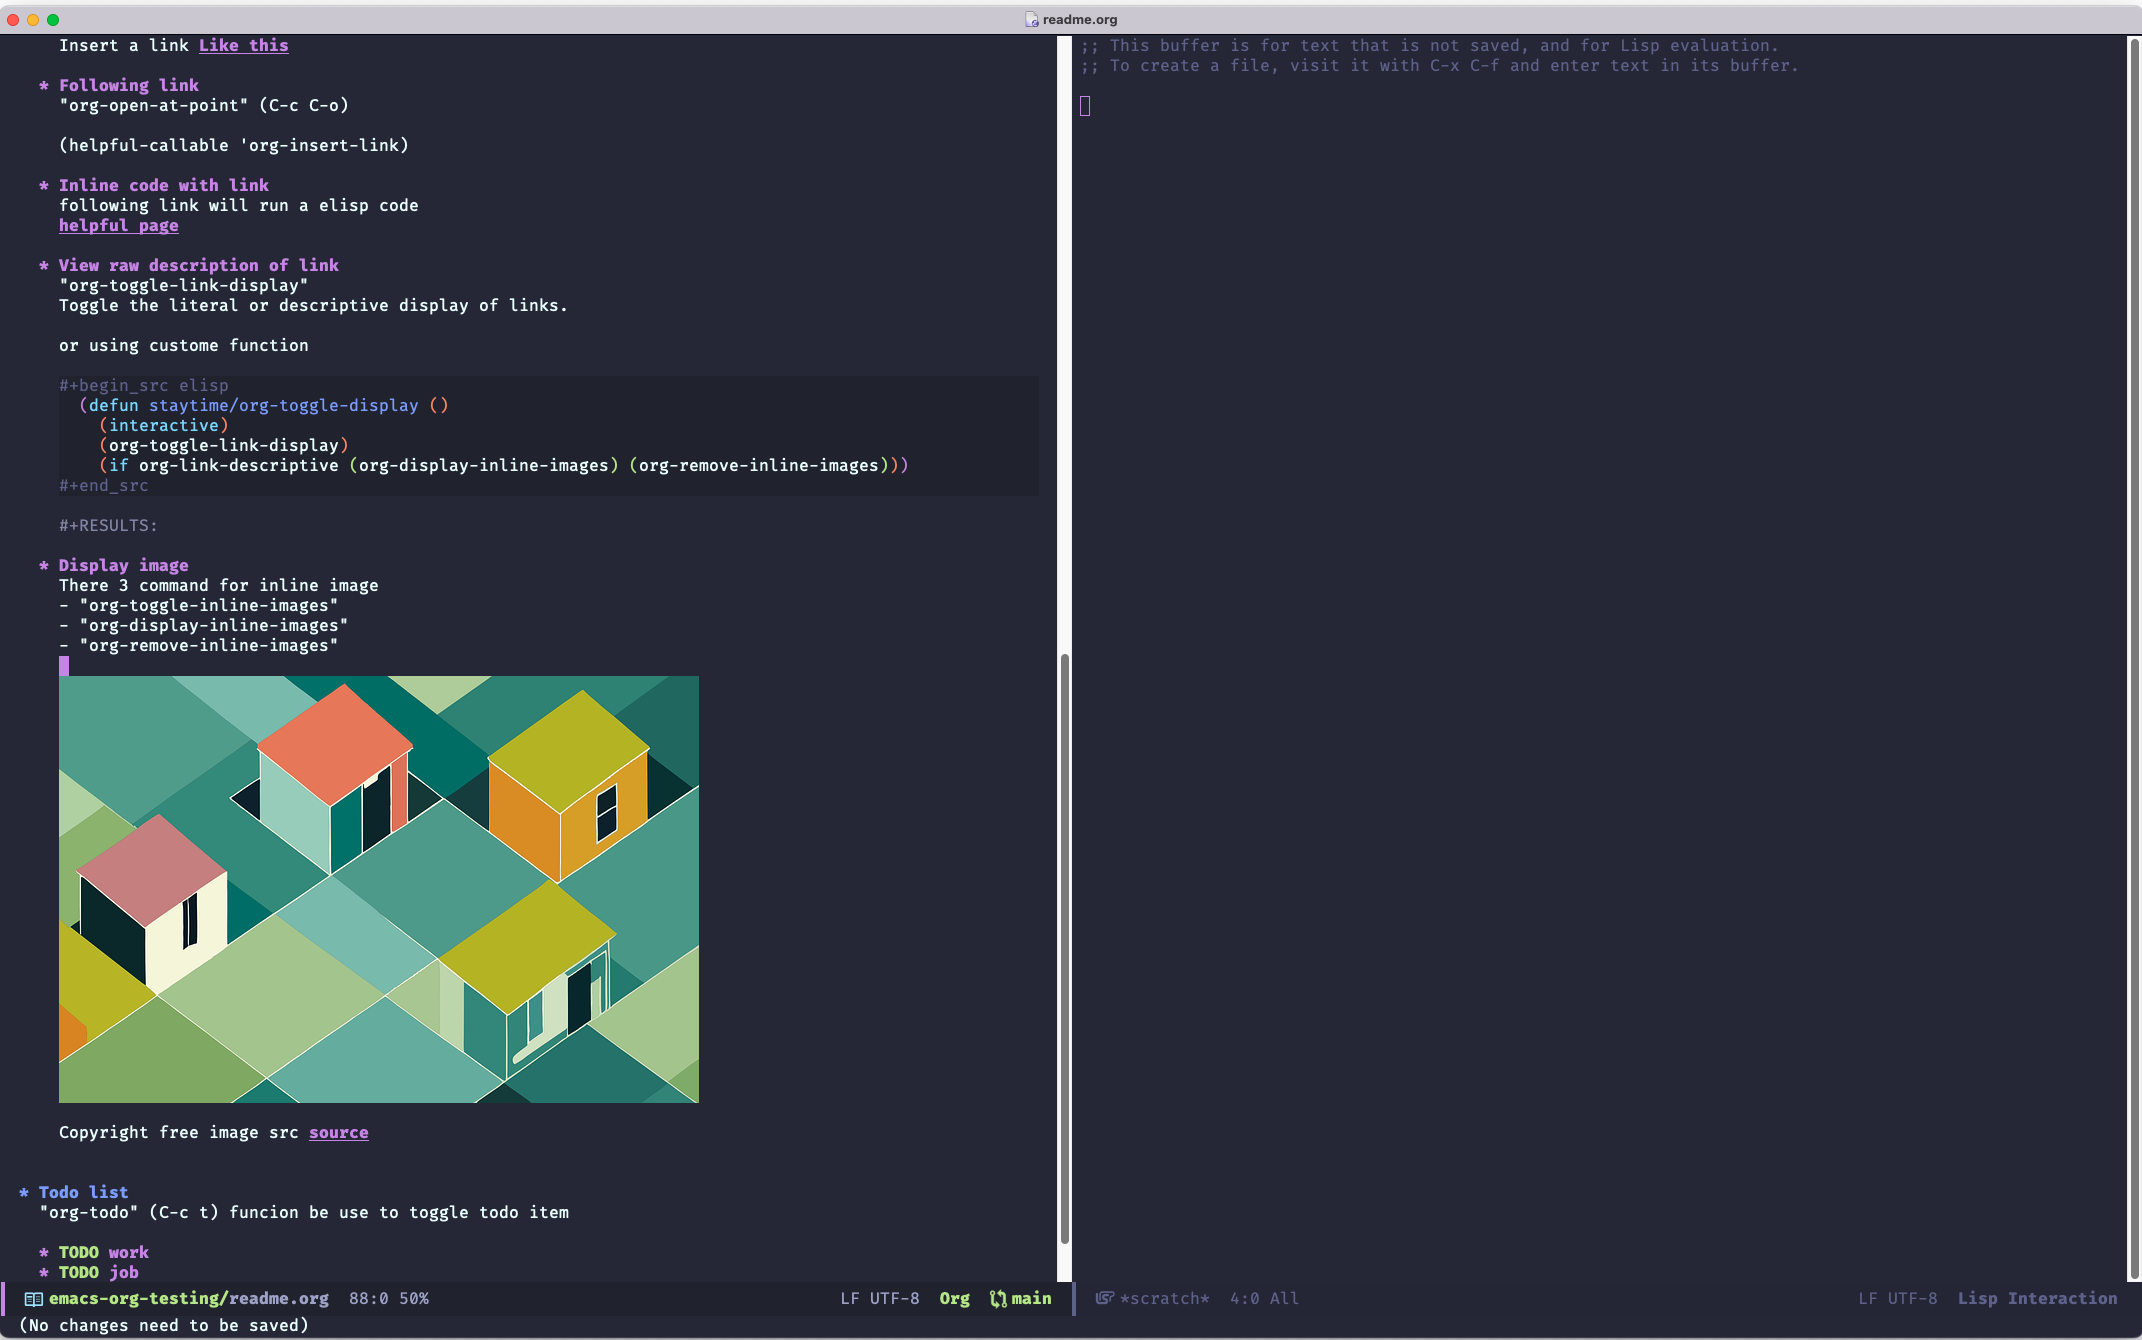 readme.org
Insert a link Like this
* Following link
"org-open-at-point" (C-c C-o)
(helpful-callable 'org-insert-link)
* Inline code with link
following link will run a elisp code
helpful page
* View raw description of link
"org-toggle-link-display"
Toggle the literal or descriptive display of links.
or using custome function
#+begin_src elisp
(defun staytime/org-toggle-display ()
(interactive)
(org-toggle-link-display)
(if org-link-descriptive (org-display-inline-images) (org-remove-inline-images)))
#+end_src
#+RESULTS:
* Display image
There 3 command for inline image
- "org-toggle-inline-images"
- "org-display-inline-images"
- "org-remove-inline-images"
Copyright free image src source
* Todo list
"org-todo" (C-c t) funcion be use to toggle todo item
* TODO work
* TODO job
emacs-org-testing/readme.org 88:0 50% LF UTF-8 Org main
;; This buffer is for text that is not saved, and for Lisp evaluation.
;; To create a file, visit it with C-x C-f and enter text in its buffer.
*scratch* 4:0 All LF UTF-8 Lisp Interaction
(No changes need to be saved)